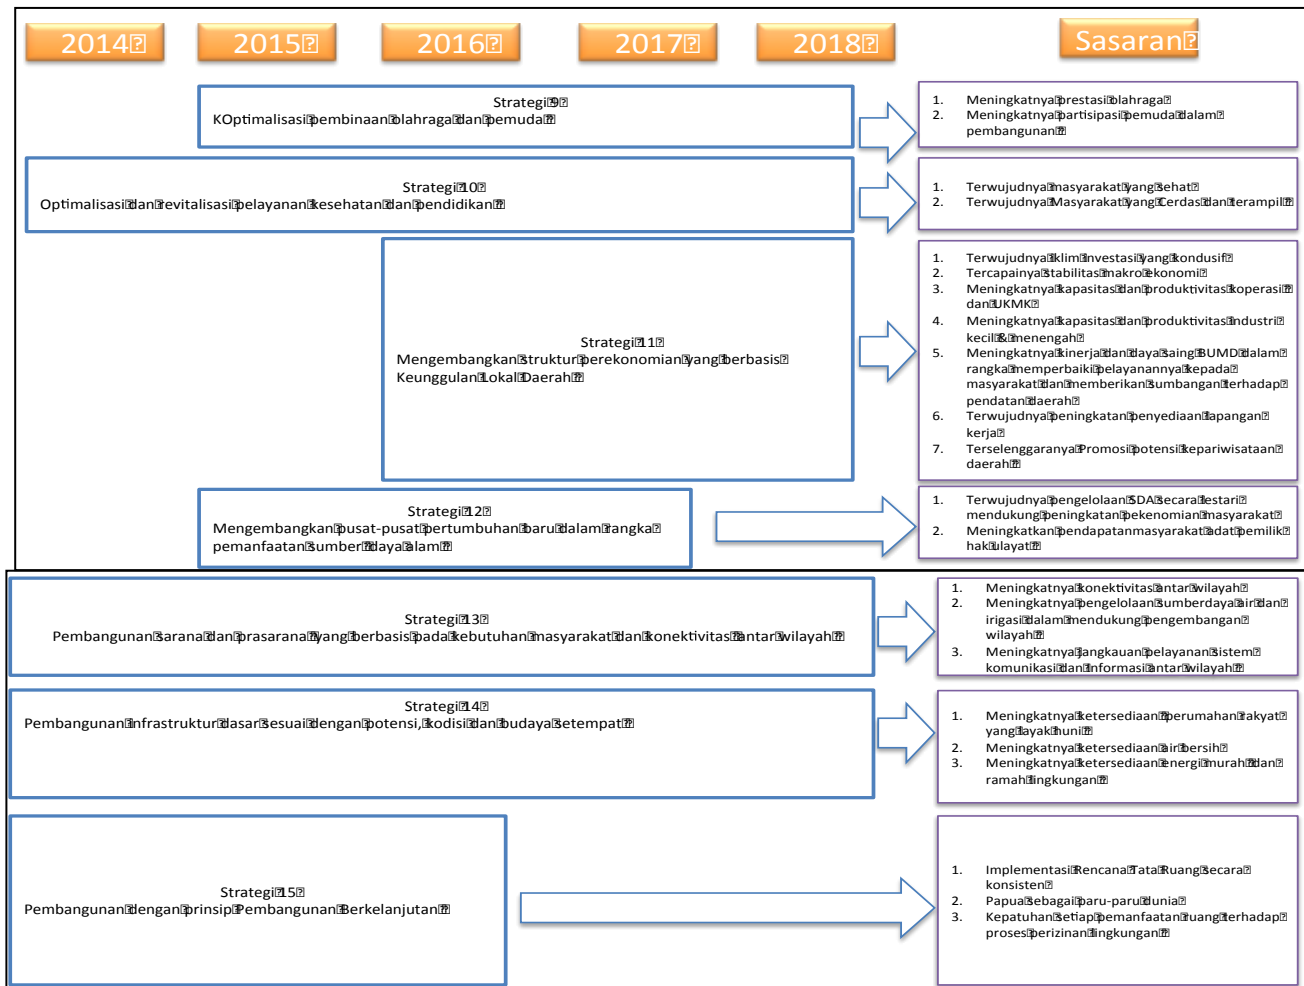 2014
2015
2016
2017
2018
Sasaran
Strategi 9
KOptimalisasi pembinaan olahraga dan pemuda
1. Meningkatnya prestasi olahraga
2. Meningkatnya partisipasi pemuda dalam
pembangunan
Strategi 10
Optimalisasi dan revitalisasi pelayanan kesehatan dan pendidikan
1. Terwujudnya masyarakat yang sehat
2. Terwujudnya Masyarakat yang Cerdas dan terampil
Strategi 11
Mengembangkan struktur perekonomian yang berbasis
Keunggulan Lokal Daerah
1. Terwujudnya iklim investasi yang kondusif
2. Tercapainya stabilitas makro ekonomi
3. Meningkatnya kapasitas dan produktivitas koperasi
dan UKMK
4. Meningkatnya kapasitas dan produktivitas industri
kecil & menengah
5. Meningkatnya kinerja dan daya saing BUMD dalam
rangka memperbaiki pelayanannya kepada
masyarakat dan memberikan sumbangan terhadap
pendatan daerah
6. Terwujudnya peningkatan penyediaan lapangan
kerja
7. Terselenggaranya Promosi potensi kepariwisataan
daerah
Strategi 12
Mengembangkan pusat-pusat pertumbuhan baru dalam rangka
pemanfaatan sumber daya alam
1. Terwujudnya pengelolaan SDA secara lestari
mendukung peningkatan pekenomian masyarakat
2. Meningkatkan pendapatanmasyarakat adat pemilik
hak ulayat
Strategi 13
Pembangunan sarana dan prasarana yang berbasis pada kebutuhan masyarakat dan konektivitas antar wilayah
1. Meningkatnya konektivitas antar wilayah
2. Meningkatnya pengelolaan sumberdaya air dan
irigasi dalam mendukung pengembangan
wilayah
3. Meningkatnya jangkauan pelayanan sistem
komunikasi dan Informasi antar wilayah
Strategi 14
Pembangunan Infrastruktur dasar sesuai dengan potensi, kodisi dan budaya setempat
1. Meningkatnya ketersediaan perumahan rakyat
yang layak huni
2. Meningkatnya ketersediaan air bersih
3. Meningkatnya ketersediaan energi murah dan
ramah lingkungan
Strategi 15
Pembangunan dengan prinsip Pembangunan Berkelanjutan
1. Implementasi Rencana Tata Ruang secara
konsisten
2. Papua sebagai paru-paru dunia
3. Kepatuhan setiap pemanfaatan ruang terhadap
proses perizinan lingkungan